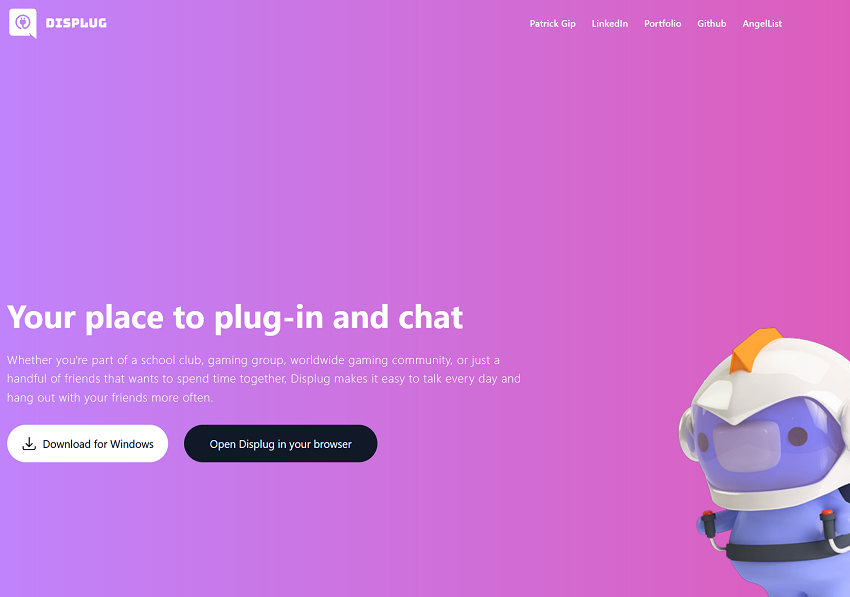 DISPLUG
Patrick Gip LinkedIn Portfolio Github AngelList
Your place to plug-in and chat
Whether you're part of a school club, gaming group, worldwide gaming community, or just a
handful of friends that wants to spend time together, Displug makes it easy to talk every day and
hang out with your friends more often.
Download for Windows Open Displug in your browser